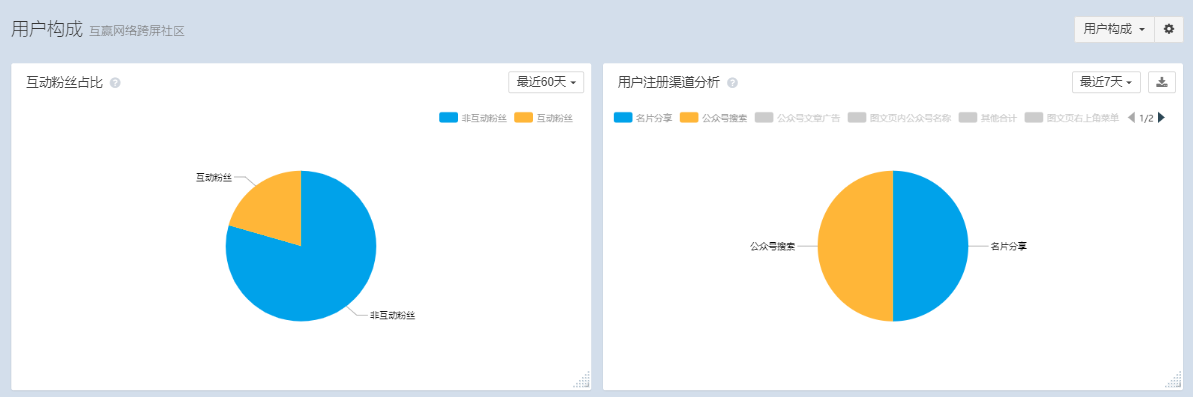 用户构成 互赢网络跨屏社区
用户构成
互动粉丝占比 ?
最近60天
非互动粉丝 互动粉丝
互动粉丝
非互动粉丝
用户注册渠道分析 ?
最近7天
名片分享 公众号搜索 公众号文章广告 图文页内公众号名称 其他合计 图文页右上角菜单 1/2
公众号搜索
名片分享